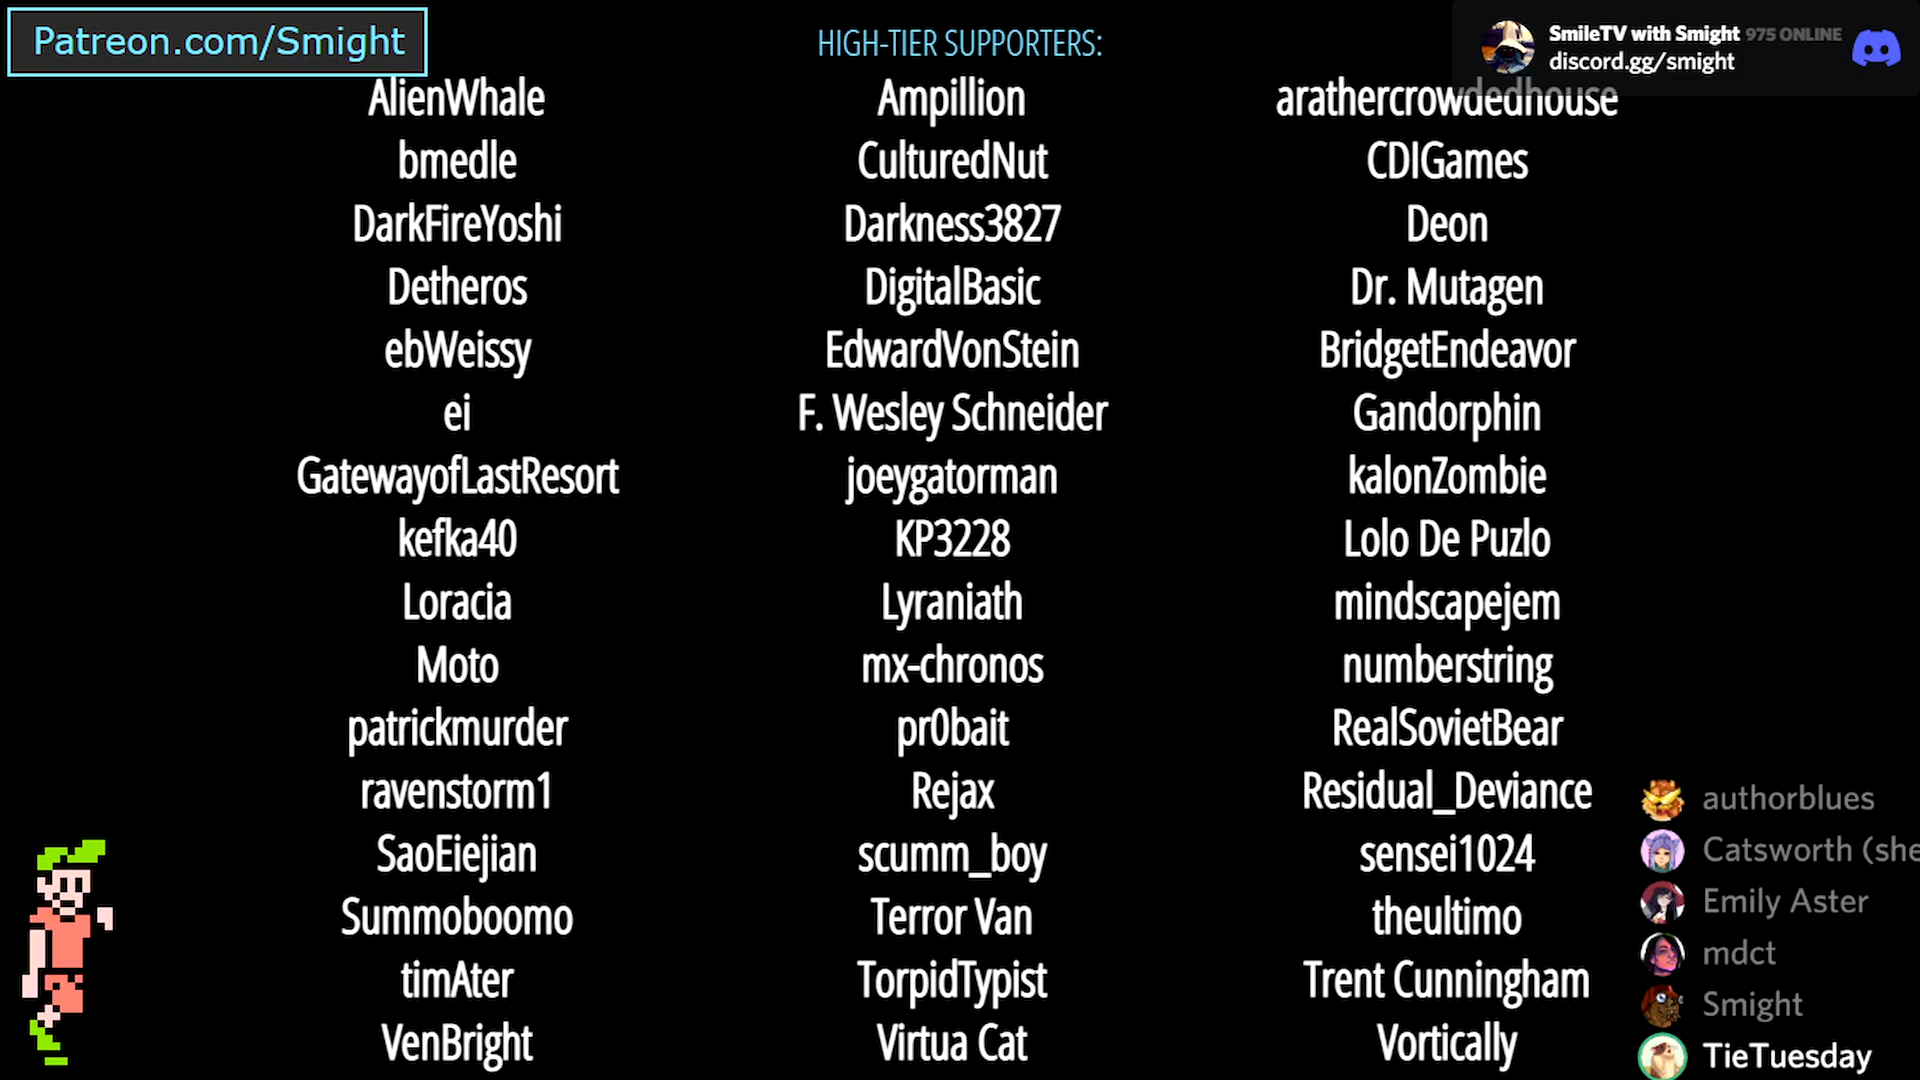 Patreon.com/Smight
HIGH-TIER SUPPORTERS:
SmileTV with Smight 975 ONLINE
discord.gg/smight
AlienWhale Ampillion arathercrowdedhouse
bmedle CulturedNut CDIGames
DarkFireYoshi Darkness3827 Deon
Detheros DigitalBasic Dr. Mutagen
ebWeissy EdwardVonStein BridgetEndeavor
ei F. Wesley Schneider Gandorphin
GatewayofLastResort joeygatorman kalonZombie
kefka40 KP3228 Lolo De Puzlo
Loracia Lyraniath mindscapejem
Moto mx-chronos numberstring
patrickmurder pr0bait RealSovietBear
ravenstorm1 Rejax Residual_Deviance
SaoEiejian scumm_boy sensei1024
Summoboomo Terror Van theultimo
timAter TorpidTypist Trent Cunningham
VenBright Virtua Cat Vortically
authorblues
Catsworth (she
Emily Aster
mdct
Smight
TieTuesday